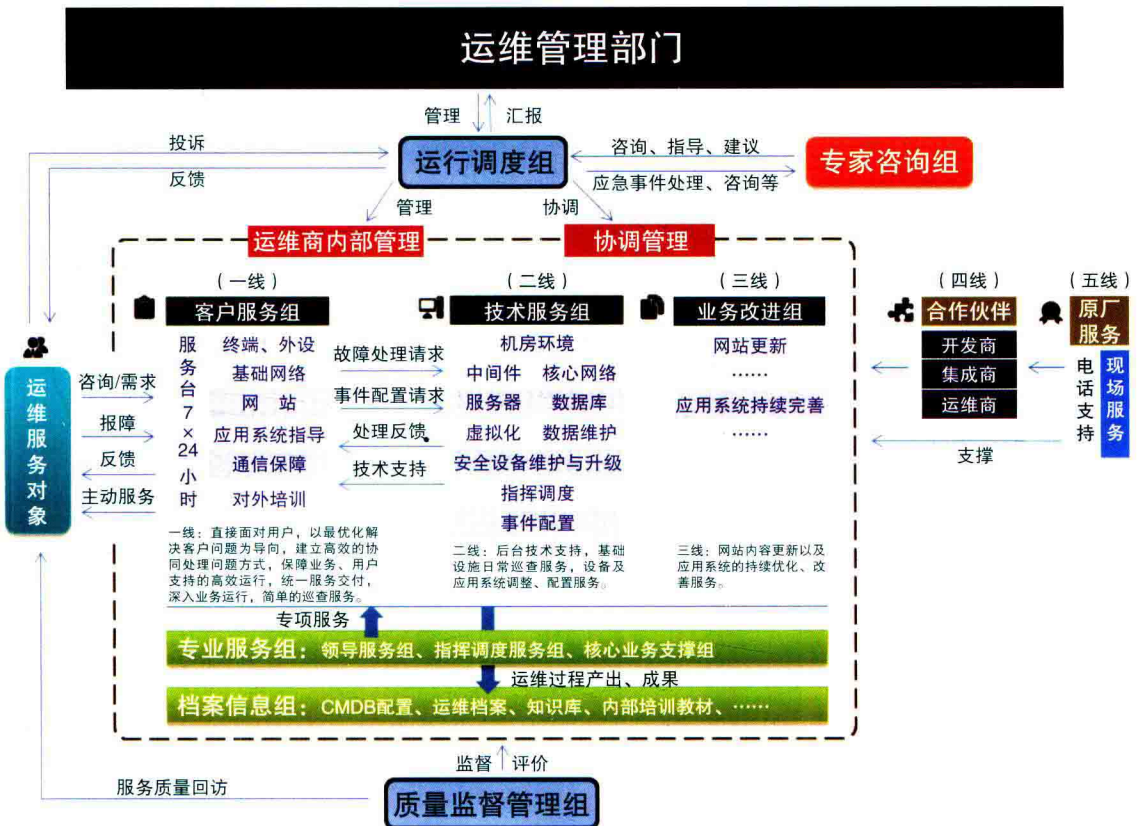 运维管理部门
管理
汇报
投诉
反馈
运行调度组
咨询、指导、建议
应急事件处理、咨询等
专家咨询组
管理
协调
运维商内部管理
协调管理
(一线)
(二线)
(三线)
(四线)
(五线)
客户服务组
技术服务组
业务改进组
合作伙伴
原厂
服务
运维服务对象
咨询/需求
报障
反馈
主动服务
服务台7×24小时
终端、外设
基础网络
网 站
应用系统指导
通信保障
对外培训
故障处理请求
事件配置请求
处理反馈
技术支持
机房环境
中间件 核心网络
服务器 数据库
虚拟化 数据维护
安全设备维护与升级
指挥调度
事件配置
网站更新
……
应用系统持续完善
……
开发商
集成商
运维商
电话支持
现场服务
支撑
一线：直接面对用户，以最优化解
决客户问题为导向，建立高效的协
同处理问题方式，保障业务、用户
支持的高效运行，统一服务交付，
深入业务运行，简单的巡查服务。
二线：后台技术支持，基础
设施日常巡查服务，设备及
应用系统调整、配置服务。
三线：网站内容更新以及
应用系统的持续优化、改
善服务。
专项服务
专业服务组：领导服务组、指挥调度服务组、核心业务支撑组
运维过程产出、成果
档案信息组：CMDB配置、运维档案、知识库、内部培训教材、……
监督
评价
服务质量回访
质量监督管理组